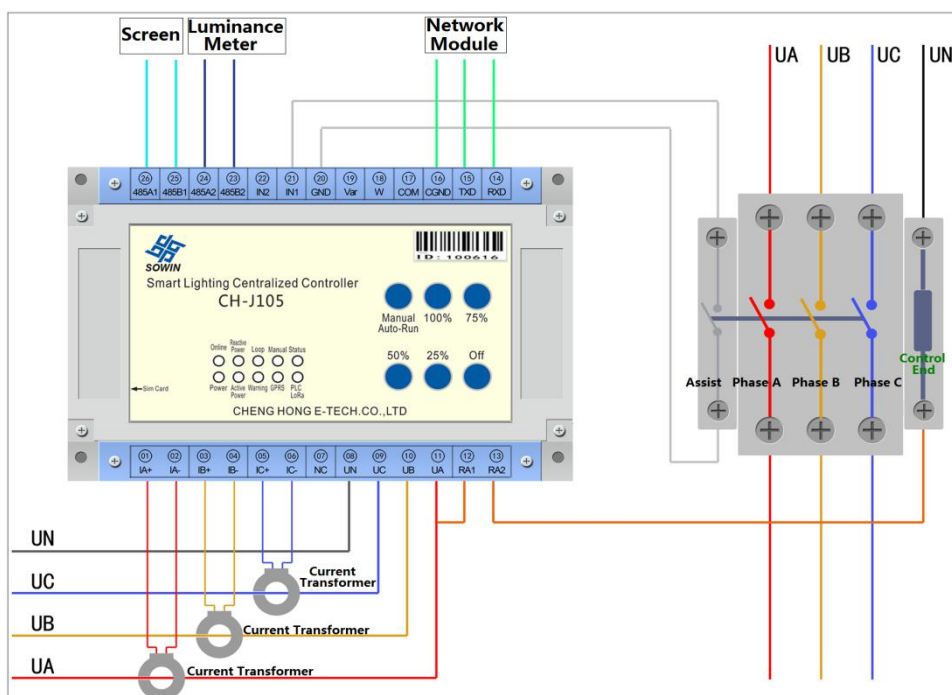 Screen
Luminance
Meter
Network
Module
UA
UB
UC
UN
26 25 24 23 22 21 20 19 18 17 16 15 14
485A1 485B1 485A2 485B2 IN2 IN1 GND Var W COM CGND TXD RXD
SOWIN
ID: 100616
Smart Lighting Centralized Controller
CH-J105
Manual
Auto-Run
100%
75%
50%
25%
Off
Online Reactive Power Loop Manual Status
Power Active Power Warning GPRS PLC LoRa
Sim Card
CHENG HONG E-TECH.CO.,LTD
Assist
Phase A
Phase B
Phase C
Control
End
01 02 03 04 05 06 07 08 09 10 11 12 13
IA+ IA- IB+ IB- IC+ IC- NC UN UC UB UA RA1 RA2
UN
UC
Current
Transformer
UB
Current Transformer
UA
Current Transformer